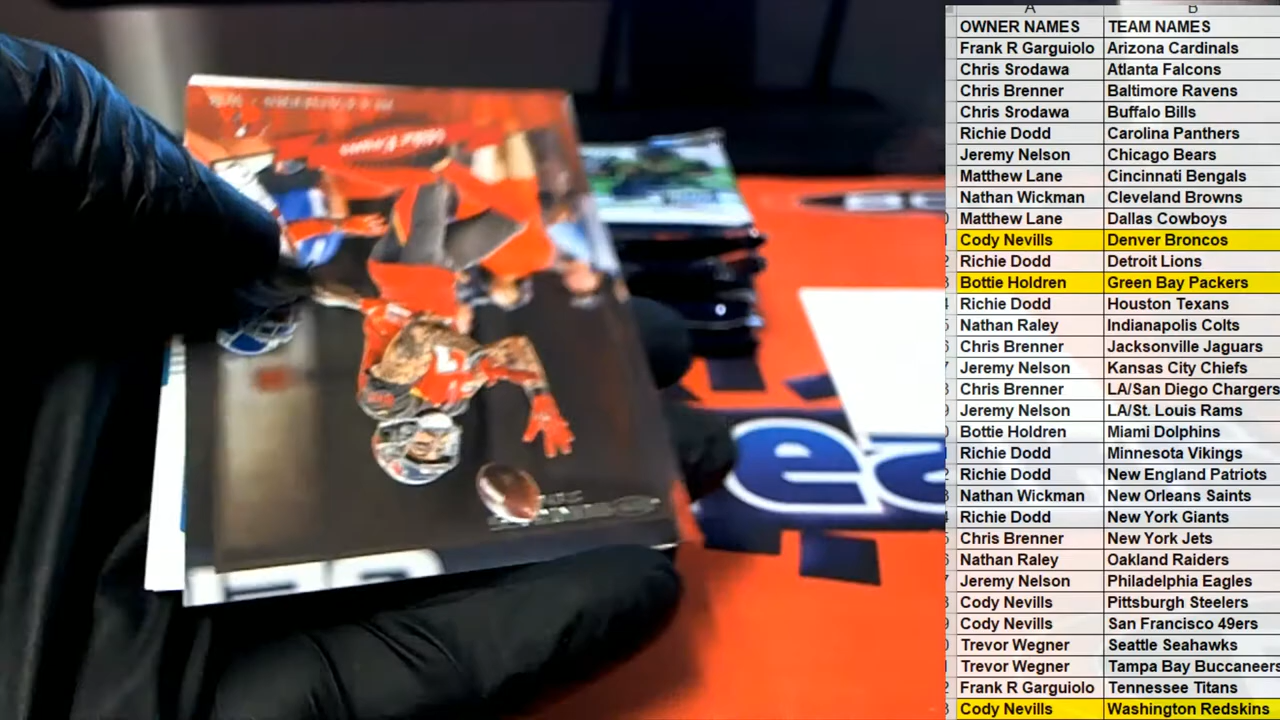 Mike Evans
ea
A B
OWNER NAMES TEAM NAMES
Frank R Garguiolo Arizona Cardinals
Chris Srodawa Atlanta Falcons
Chris Brenner Baltimore Ravens
Chris Srodawa Buffalo Bills
Richie Dodd Carolina Panthers
Jeremy Nelson Chicago Bears
Matthew Lane Cincinnati Bengals
Nathan Wickman Cleveland Browns
Matthew Lane Dallas Cowboys
Cody Nevills Denver Broncos
Richie Dodd Detroit Lions
Bottie Holdren Green Bay Packers
Richie Dodd Houston Texans
Nathan Raley Indianapolis Colts
Chris Brenner Jacksonville Jaguars
Jeremy Nelson Kansas City Chiefs
Chris Brenner LA/San Diego Chargers
Jeremy Nelson LA/St. Louis Rams
Bottie Holdren Miami Dolphins
Richie Dodd Minnesota Vikings
Richie Dodd New England Patriots
Nathan Wickman New Orleans Saints
Richie Dodd New York Giants
Chris Brenner New York Jets
Nathan Raley Oakland Raiders
Jeremy Nelson Philadelphia Eagles
Cody Nevills Pittsburgh Steelers
Cody Nevills San Francisco 49ers
Trevor Wegner Seattle Seahawks
Trevor Wegner Tampa Bay Buccaneers
Frank R Garguiolo Tennessee Titans
Cody Nevills Washington Redskins